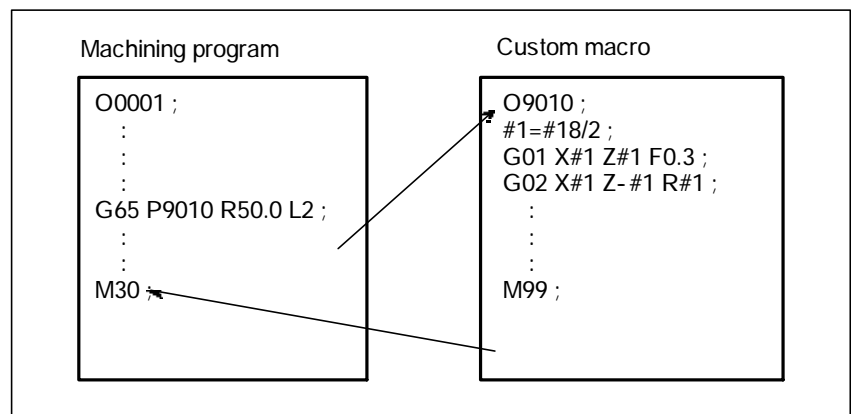 Machining program
O0001 ;
:
:
:
G65 P9010 R50.0 L2 ;
:
:
M30 ;
Custom macro
O9010 ;
#1=#18/2 ;
G01 X#1 Z#1 F0.3 ;
G02 X#1 Z-#1 R#1 ;
:
:
:
M99 ;